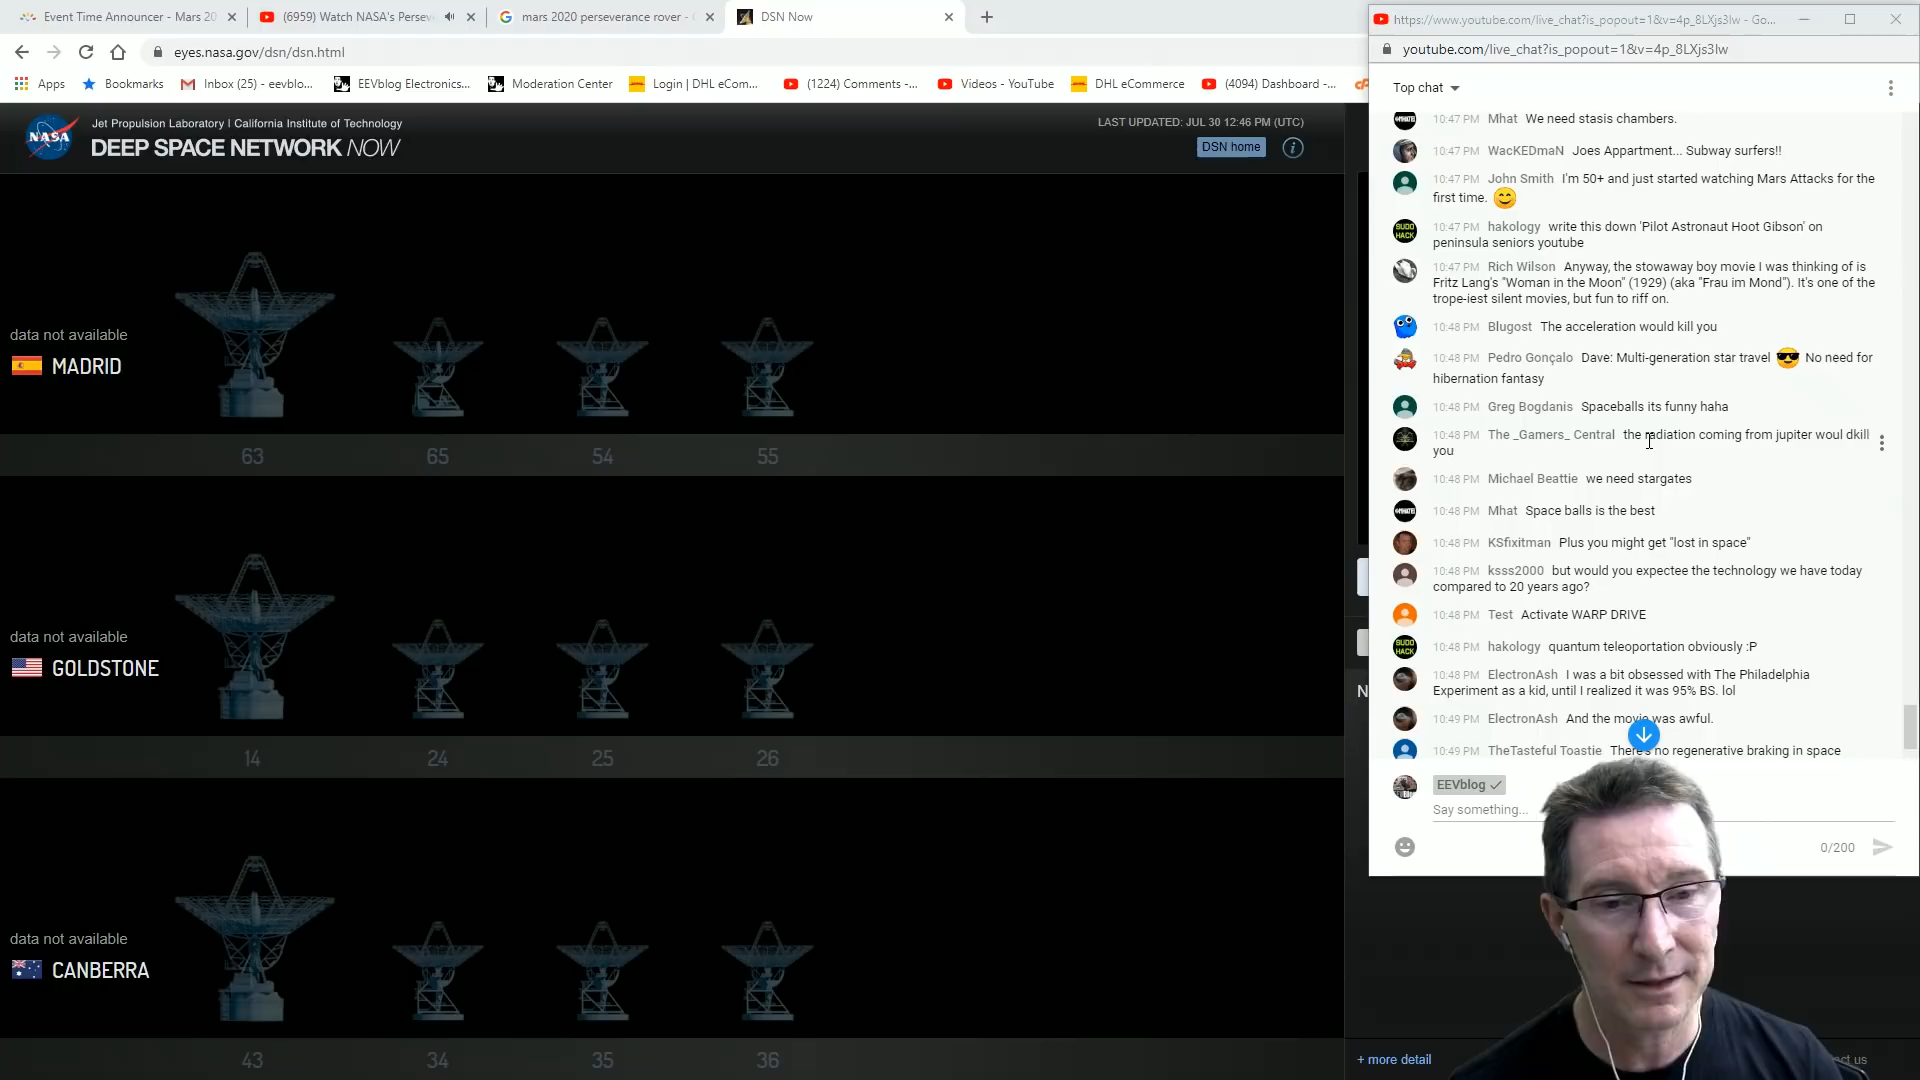 Event Time Announcer - Mars 20
(6959) Watch NASA's Persev
mars 2020 perseverance rover -
DSN Now
https://www.youtube.com/live_chat?is_popout=1&v=4p_8LXjs3Iw - Go...
eyes.nasa.gov/dsn/dsn.html
youtube.com/live_chat?is_popout=1&v=4p_8LXjs3Iw
Apps
Bookmarks
Inbox (25) - eevblo...
EEVblog Electronics...
Moderation Center
Login | DHL eCom...
(1224) Comments -...
Videos - YouTube
DHL eCommerce
(4094) Dashboard -...
Top chat
NASA
Jet Propulsion Laboratory | California Institute of Technology
DEEP SPACE NETWORK NOW
LAST UPDATED: JUL 30 12:46 PM (UTC)
DSN home
data not available
MADRID
63 65 54 55
data not available
GOLDSTONE
14 24 25 26
data not available
CANBERRA
43 34 35 36
10:47 PM Mhat We need stasis chambers.
10:47 PM WacKEDmaN Joes Appartment... Subway surfers!!
10:47 PM John Smith I'm 50+ and just started watching Mars Attacks for the
first time.
10:47 PM hakology write this down 'Pilot Astronaut Hoot Gibson' on
peninsula seniors youtube
10:47 PM Rich Wilson Anyway, the stowaway boy movie I was thinking of is
Fritz Lang's "Woman in the Moon" (1929) (aka "Frau im Mond"). It's one of the
trope-iest silent movies, but fun to riff on.
10:48 PM Blugost The acceleration would kill you
10:48 PM Pedro Gonçalo Dave: Multi-generation star travel 😎 No need for
hibernation fantasy
10:48 PM Greg Bogdanis Spaceballs its funny haha
10:48 PM The _Gamers_ Central the radiation coming from jupiter woul dkill
you
10:48 PM Michael Beattie we need stargates
10:48 PM Mhat Space balls is the best
10:48 PM KSfixitman Plus you might get "lost in space"
10:48 PM ksss2000 but would you expectee the technology we have today
compared to 20 years ago?
10:48 PM Test Activate WARP DRIVE
10:48 PM hakology quantum teleoportation obviously :P
10:48 PM ElectronAsh I was a bit obsessed with The Philadelphia
Experiment as a kid, until I realized it was 95% BS. lol
10:49 PM ElectronAsh And the movie was awful.
10:49 PM TheTasteful Toastie There's no regenerative braking in space
EEVblog
Say something...
0/200
+ more detail